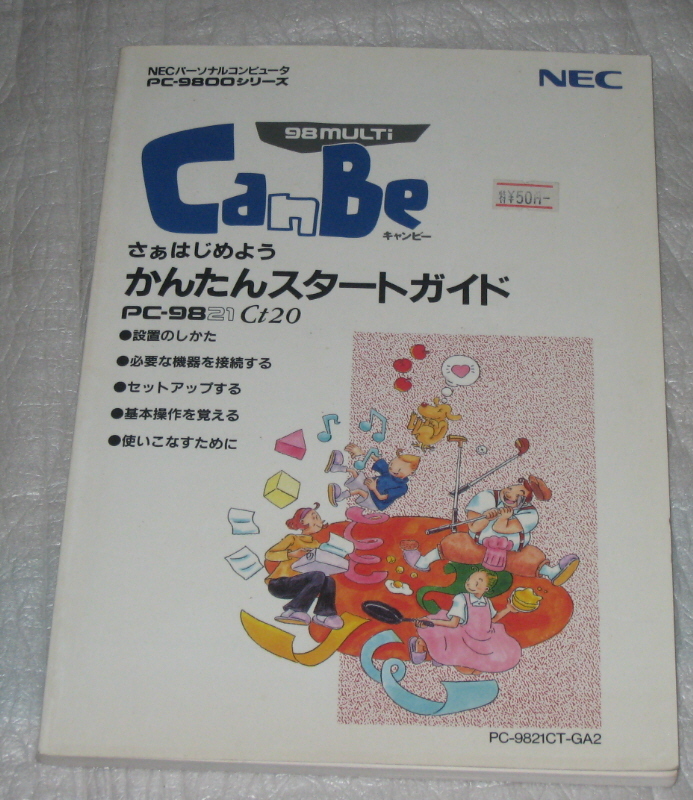 NECパーソナルコンピュータ
PC-9800シリーズ
NEC
98MULTi
CanBe
キャンビー
¥50円-
さぁはじめよう
かんたんスタートガイド
PC-9821 Ct20
●設置のしかた
●必要な機器を接続する
●セットアップする
●基本操作を覚える
●使いこなすために
PC-9821CT-GA2